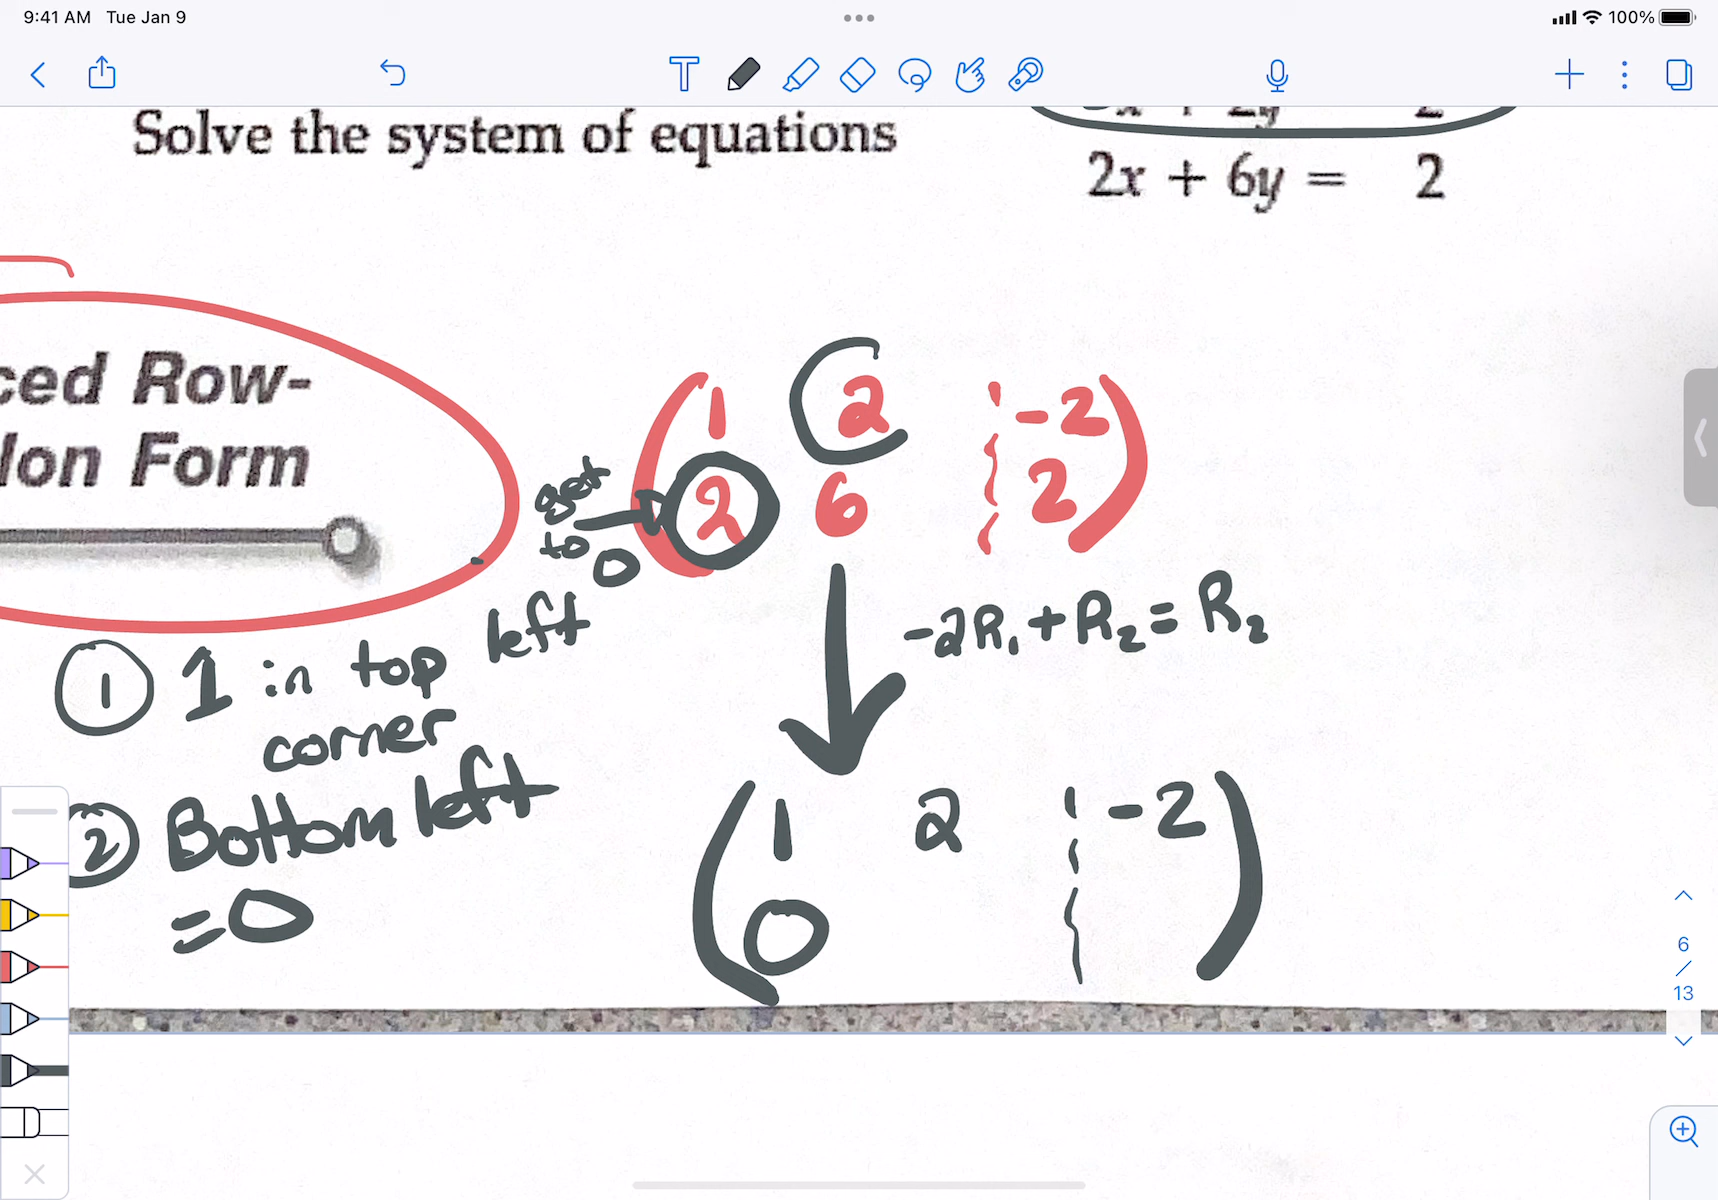 9:41 AM Tue Jan 9
100%
Solve the system of equations
2x + 6y = 2
ced Row-
lon Form
1 2 -2
2 6 2
get
to
0
-2R1 + R2 = R2
① 1 in top left
corner
② Bottom left
=0
1 2 -2
0
6
/
13